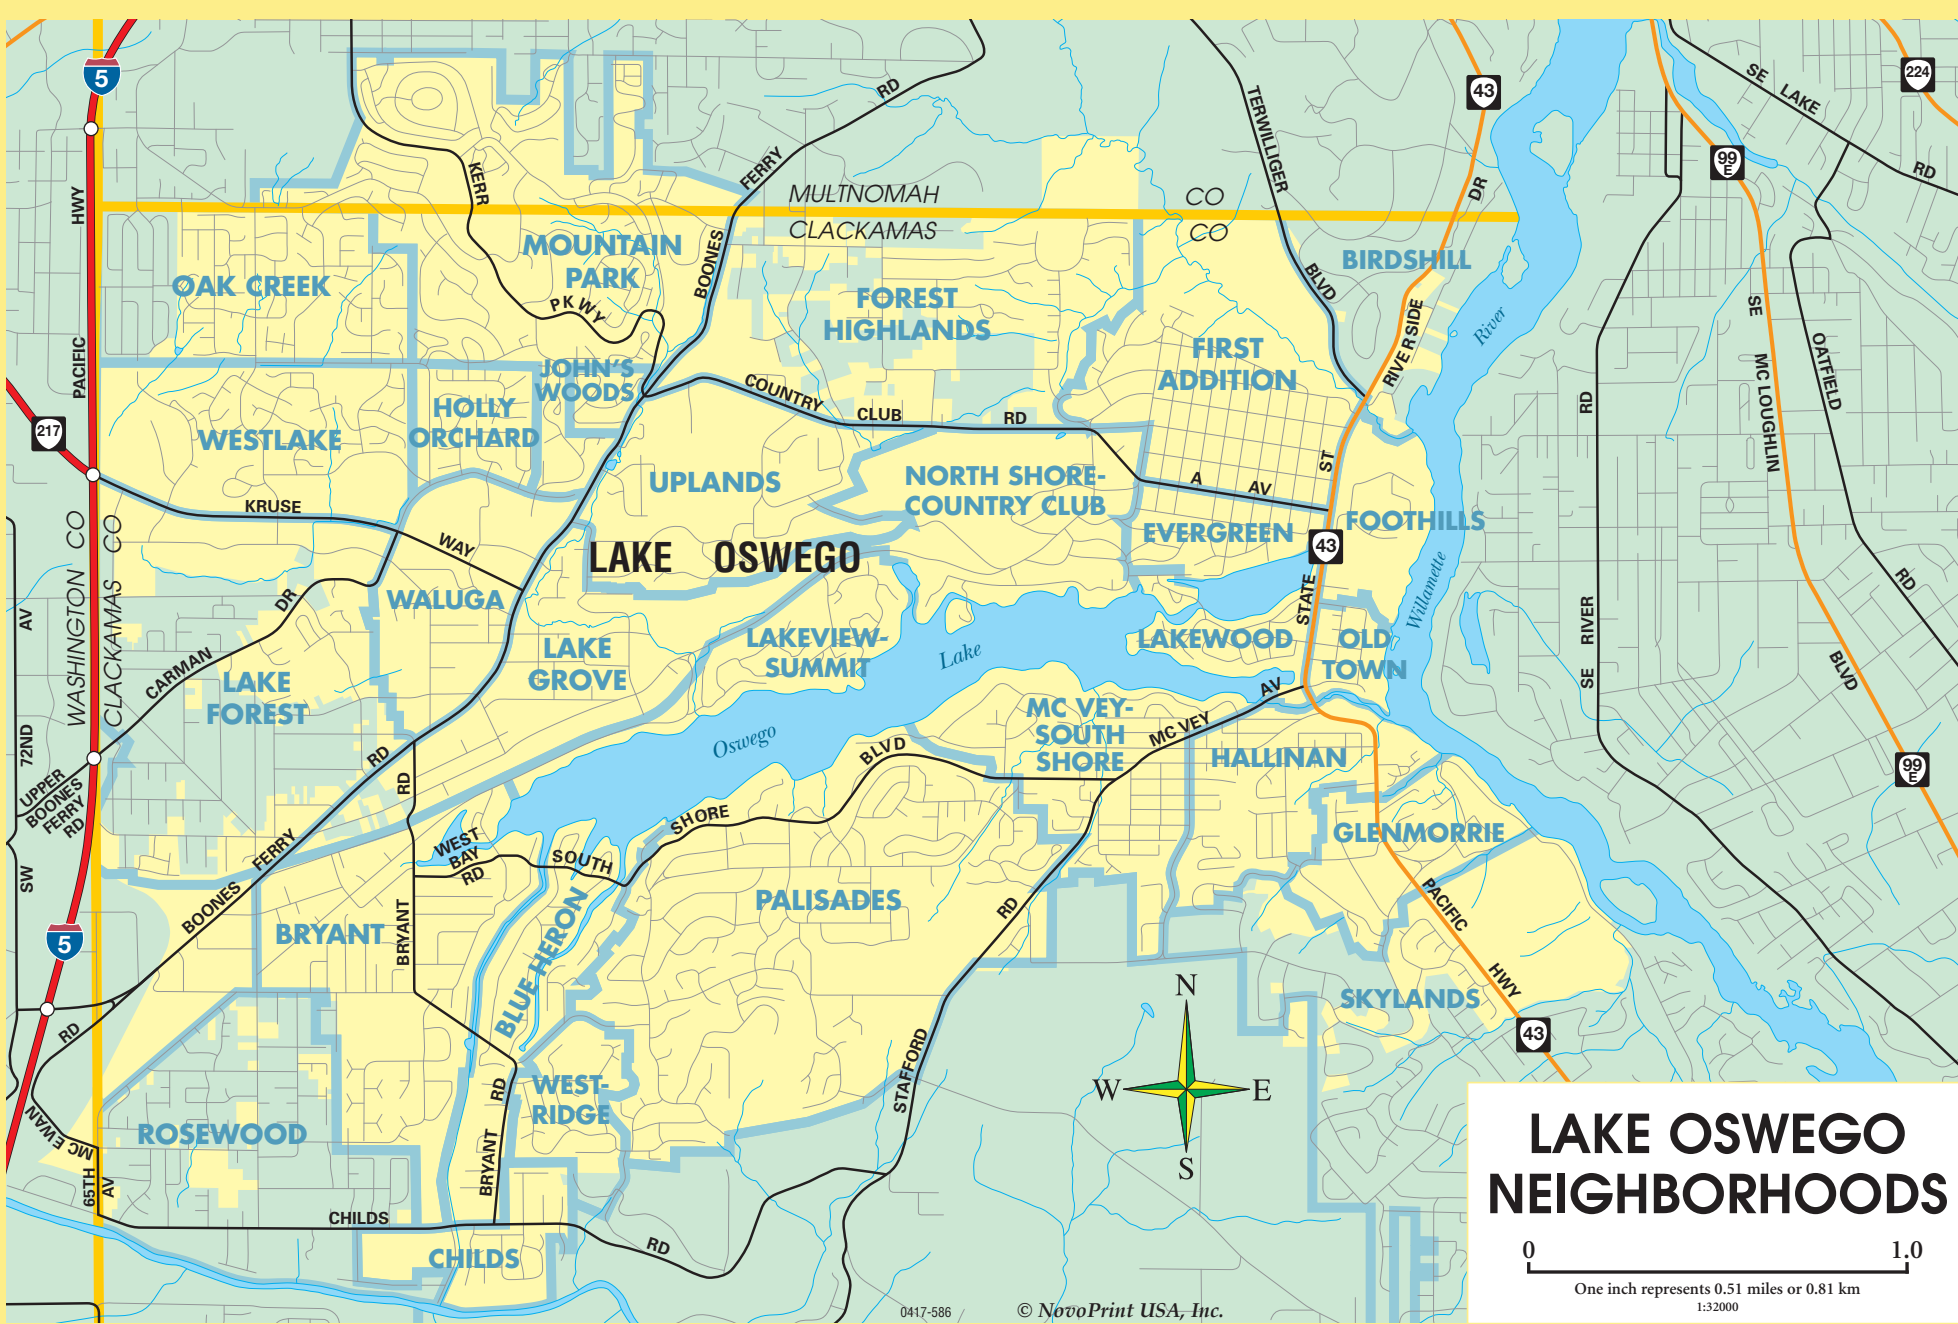 5
217
43
224
99
E
SE LAKE RD
TERWILLIGER BLVD
BOONES FERRY RD
KERR PKWY
MULTNOMAH CO
CLACKAMAS CO
PACIFIC HWY
MOUNTAIN
PARK
OAK CREEK
BIRDSHILL
RIVERSIDE DR
River
FOREST
HIGHLANDS
FIRST
ADDITION
JOHN'S
WOODS
HOLLY
ORCHARD
WESTLAKE
COUNTRY CLUB RD
UPLANDS
NORTH SHORE-
COUNTRY CLUB
A AV
EVERGREEN
FOOTHILLS
43
STATE ST
SE MC LOUGHLIN BLVD
OATFIELD RD
SE RIVER RD
99
E
KRUSE WAY
WASHINGTON CO
CLACKAMAS CO
LAKE OSWEGO
WALUGA
CARMAN DR
LAKE
FOREST
LAKE
GROVE
LAKEVIEW-
SUMMIT
Oswego Lake
LAKEWOOD
OLD
TOWN
Willamette
MC VEY-
SOUTH
SHORE
MC VEY AV
HALLINAN
GLENMORRIE
SW 72ND AV
UPPER
BOONES
FERRY
RD
BOONES FERRY RD
BRYANT RD
WEST
BAY
RD
SOUTH SHORE BLVD
BRYANT
BLUE HERON
PALISADES
STAFFORD RD
PACIFIC HWY
SKYLANDS
43
5
MC EWAN RD
65TH
AV
ROSEWOOD
WEST-
RIDGE
BRYANT RD
CHILDS RD
CHILDS
N
W E
S
LAKE OSWEGO
NEIGHBORHOODS
0 1.0
One inch represents 0.51 miles or 0.81 km
1:32000
0417-586
© NovoPrint USA, Inc.